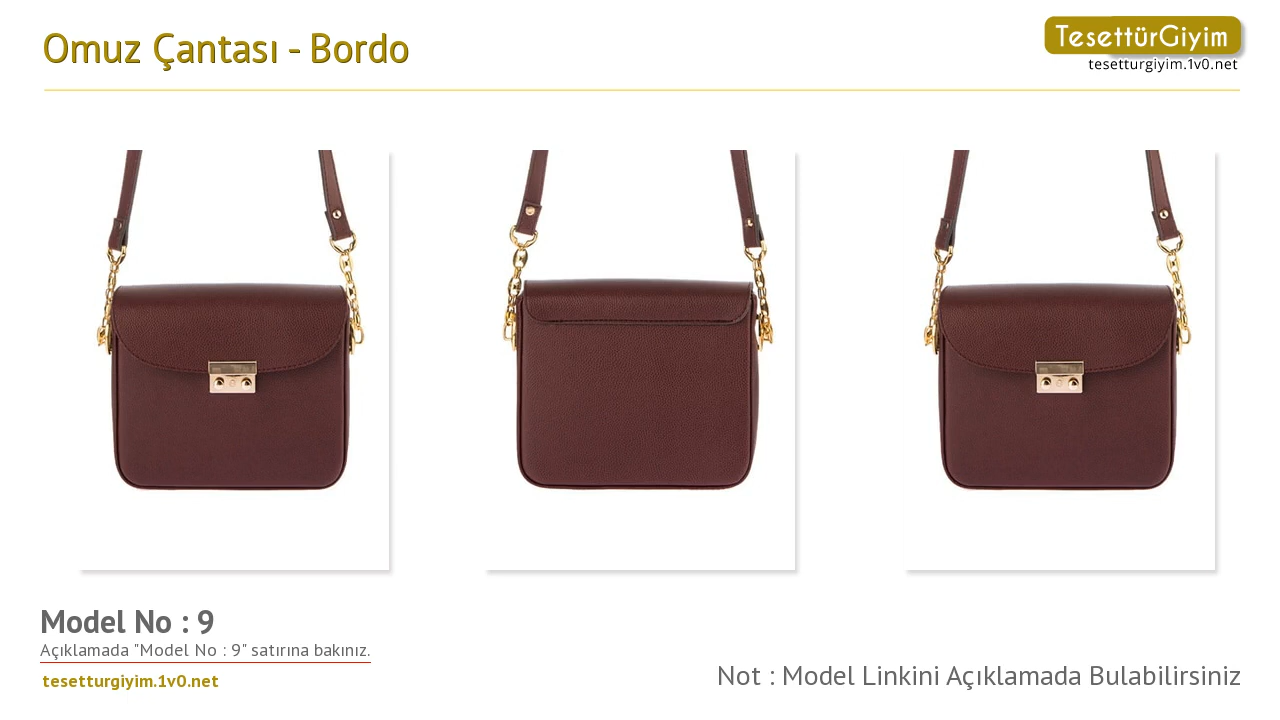 Omuz Çantası - Bordo
TesettürGiyim
tesetturgiyim.1v0.net
Model No : 9
Açıklamada "Model No : 9" satırına bakınız.
tesetturgiyim.1v0.net
Not : Model Linkini Açıklamada Bulabilirsiniz